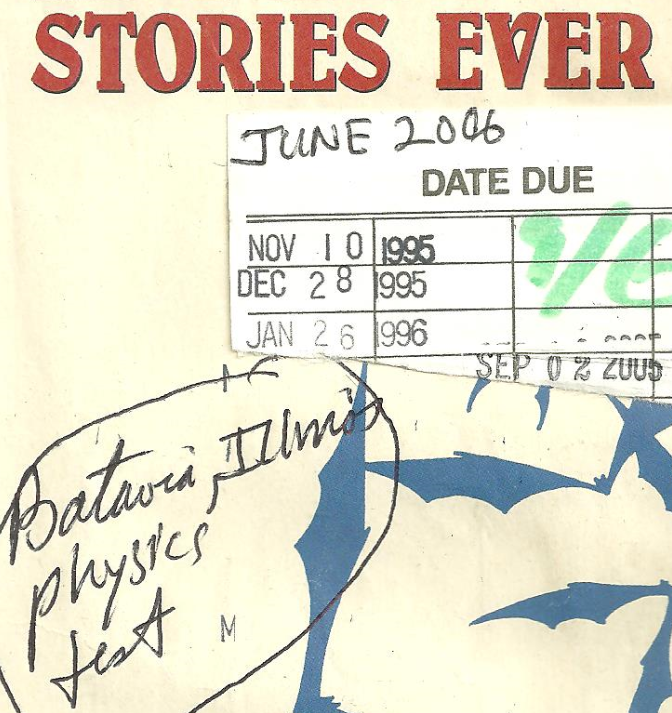 STORIES EVER
JUNE 2006
DATE DUE
NOV 10 1995
DEC 28 1995
JAN 26 1996
SEP 02 2005
Batavia, Illinois
physics
test
M